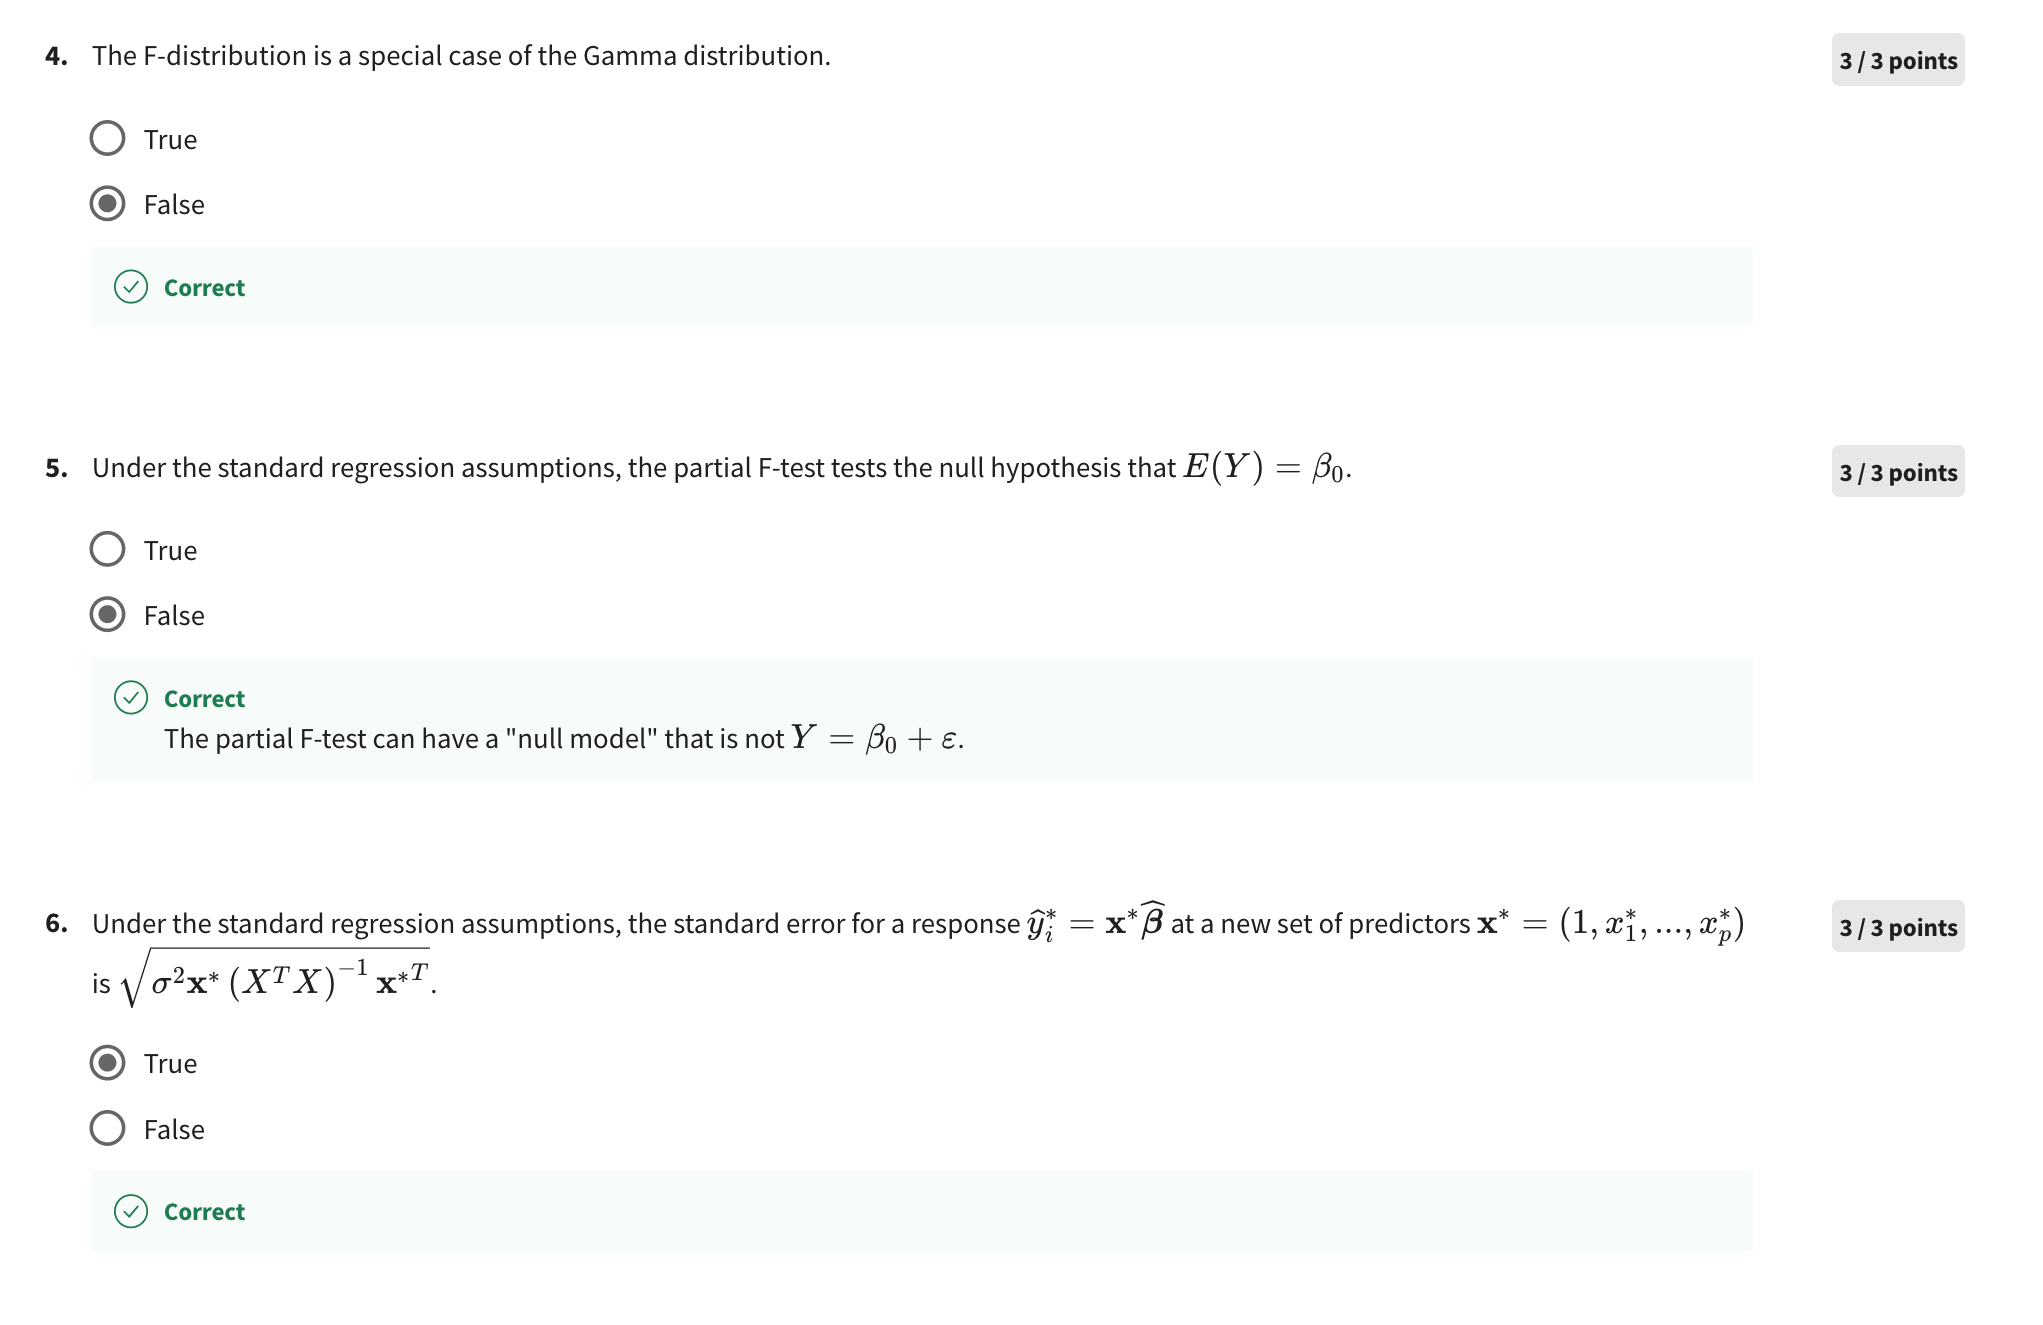 4. The F-distribution is a special case of the Gamma distribution.
3 / 3 points
True
False
Correct
5. Under the standard regression assumptions, the partial F-test tests the null hypothesis that $E(Y) = \beta_0$.
3 / 3 points
True
False
Correct
The partial F-test can have a "null model" that is not $Y = \beta_0 + \varepsilon$.
6. Under the standard regression assumptions, the standard error for a response $\widehat{y}_i^* = \mathbf{x}^*\widehat{\boldsymbol{\beta}}$ at a new set of predictors $\mathbf{x}^* = (1, x_1^*, ..., x_p^*)$
3 / 3 points
is $\sqrt{\sigma^2 \mathbf{x}^* (X^T X)^{-1} \mathbf{x}^{*T}}$.
True
False
Correct